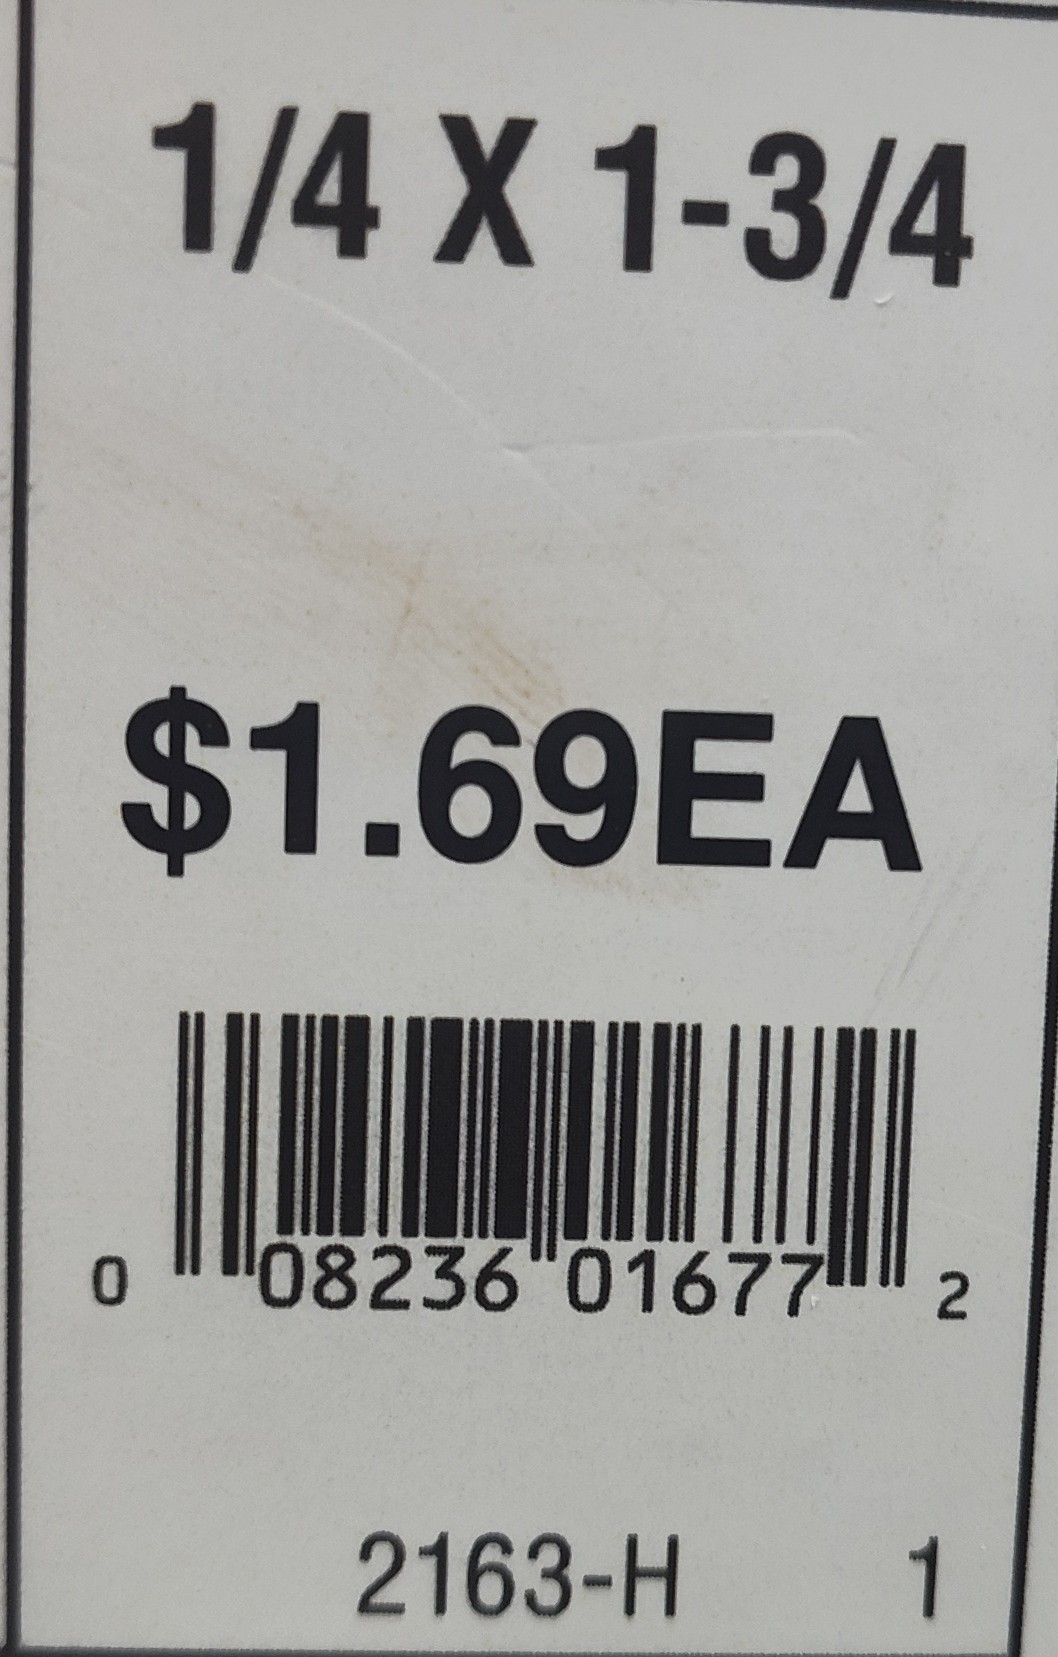 1/4 X 1-3/4
$1.69EA
0 08236 01677 2
2163-H 1